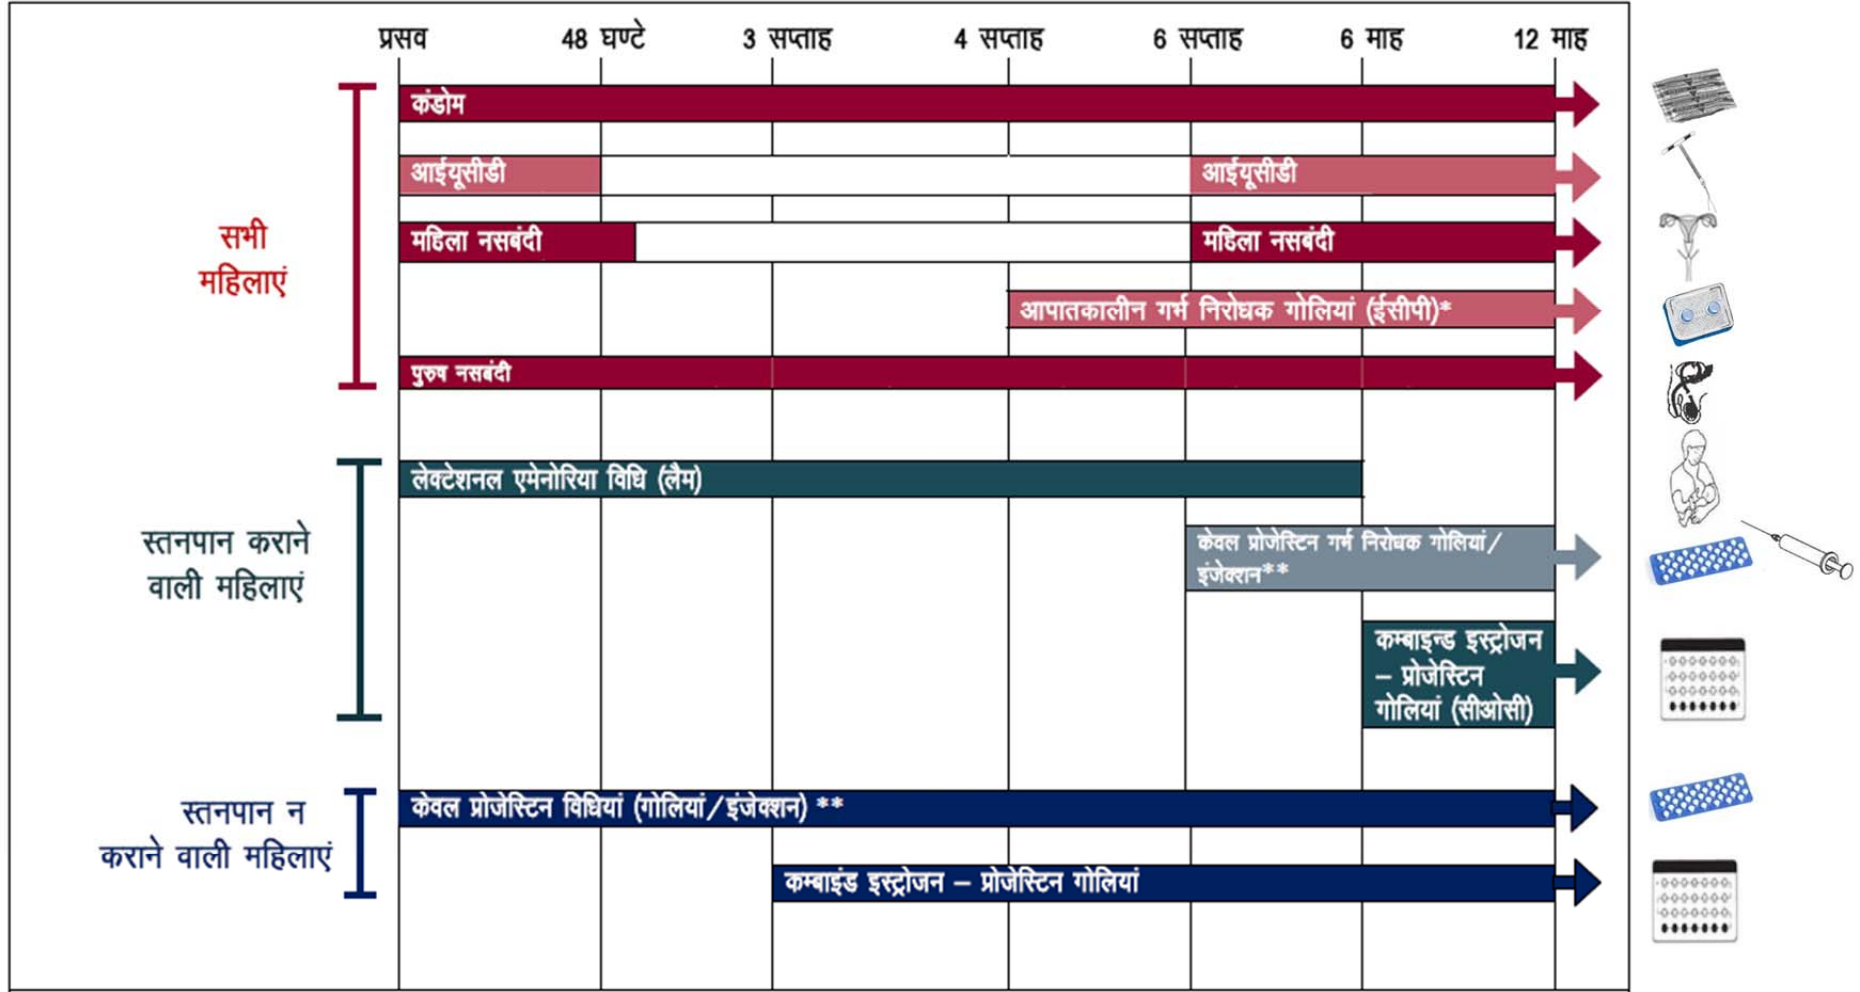 प्रसव 48 घण्टे 3 सप्ताह 4 सप्ताह 6 सप्ताह 6 माह 12 माह
सभी
महिलाएं
कंडोम
आईयूसीडी आईयूसीडी
महिला नसबंदी महिला नसबंदी
आपातकालीन गर्भ निरोधक गोलियां (ईसीपी)*
पुरुष नसबंदी
स्तनपान कराने
वाली महिलाएं
लेक्टेशनल एमेनोरिया विधि (लैम)
केवल प्रोजेस्टिन गर्भ निरोधक गोलियां/
इंजेक्शन**
कम्बाइन्ड इस्ट्रोजन
– प्रोजेस्टिन
गोलियां (सीओसी)
स्तनपान न
कराने वाली महिलाएं
केवल प्रोजेस्टिन विधियां (गोलियां/इंजेक्शन) **
कम्बाइंड इस्ट्रोजन – प्रोजेस्टिन गोलियां